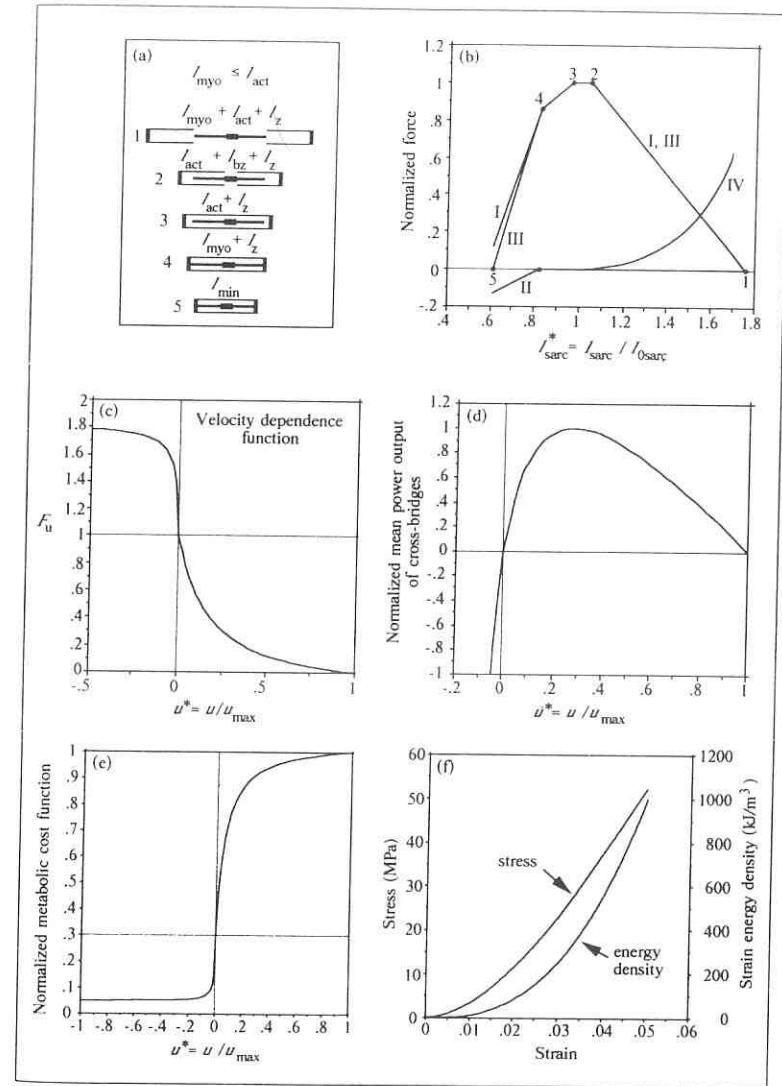 (a)
l_myo ≤ l_act
l_myo + l_act + l_z
1
l_act + l_bz + l_z
2
l_act + l_z
3
l_myo + l_z
4
l_min
5
(b)
Normalized force
1.2
1
.8
.6
.4
.2
0
-.2
3 2
4
I, III
IV
I
III
5
II
1
.4 .6 .8 1 1.2 1.4 1.6 1.8
l*_sarc = l_sarc / l_0sarc
(c)
Velocity dependence
function
F_u
2
1.8
1.6
1.4
1.2
1
.8
.6
.4
.2
0
-.5 0 .5 1
u* = u/u_max
(d)
Normalized mean power output
of cross-bridges
1.2
1
.8
.6
.4
.2
0
-.2
-.4
-.6
-.8
-1
-.2 0 .2 .4 .6 .8 1
u* = u / u_max
(e)
Normalized metabolic cost function
1
.9
.8
.7
.6
.5
.4
.3
.2
.1
0
-1 -.8 -.6 -.4 -.2 0 .2 .4 .6 .8 1
u* = u / u_max
(f)
Stress (MPa)
60
50
40
30
20
10
0
stress
energy
density
1200
1000
800
600
400
200
0
Strain energy density (kJ/m³)
0 .01 .02 .03 .04 .05 .06
Strain